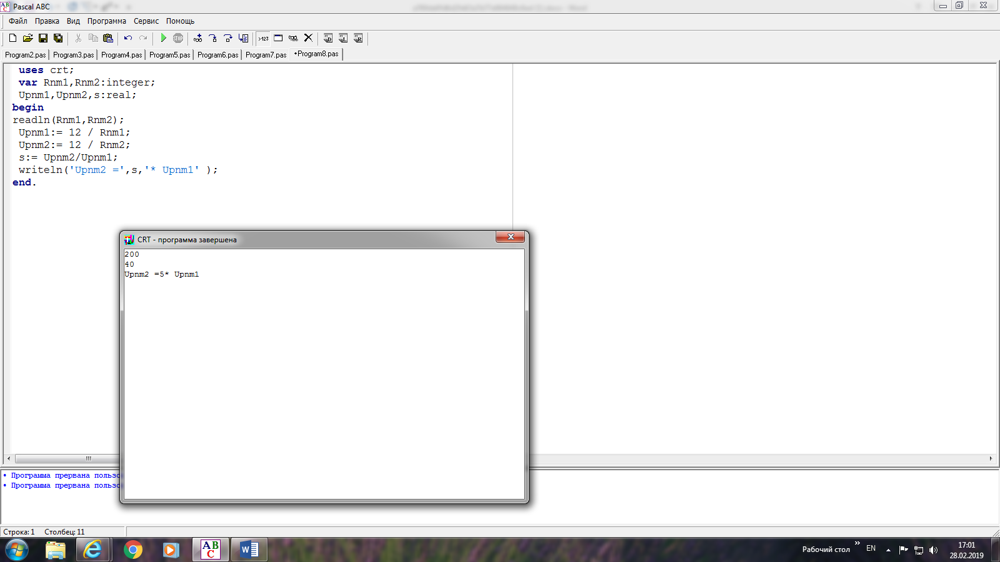 Pascal ABC
Файл Правка Вид Программа Сервис Помощь
Program2.pas Program3.pas Program4.pas Program5.pas Program6.pas Program7.pas •Program8.pas
uses crt;
var Rnm1,Rnm2:integer;
Upnm1,Upnm2,s:real;
begin
readln(Rnm1,Rnm2);
Upnm1:= 12 / Rnm1;
Upnm2:= 12 / Rnm2;
s:= Upnm2/Upnm1;
writeln('Upnm2 =',s,'* Upnm1' );
end.
CRT - программа завершена
200
40
Upnm2 =5* Upnm1
• Программа прервана пользо
• Программа прервана пользо
Строка: 1 Столбец: 11
Рабочий стол » EN 17:01
28.02.2019